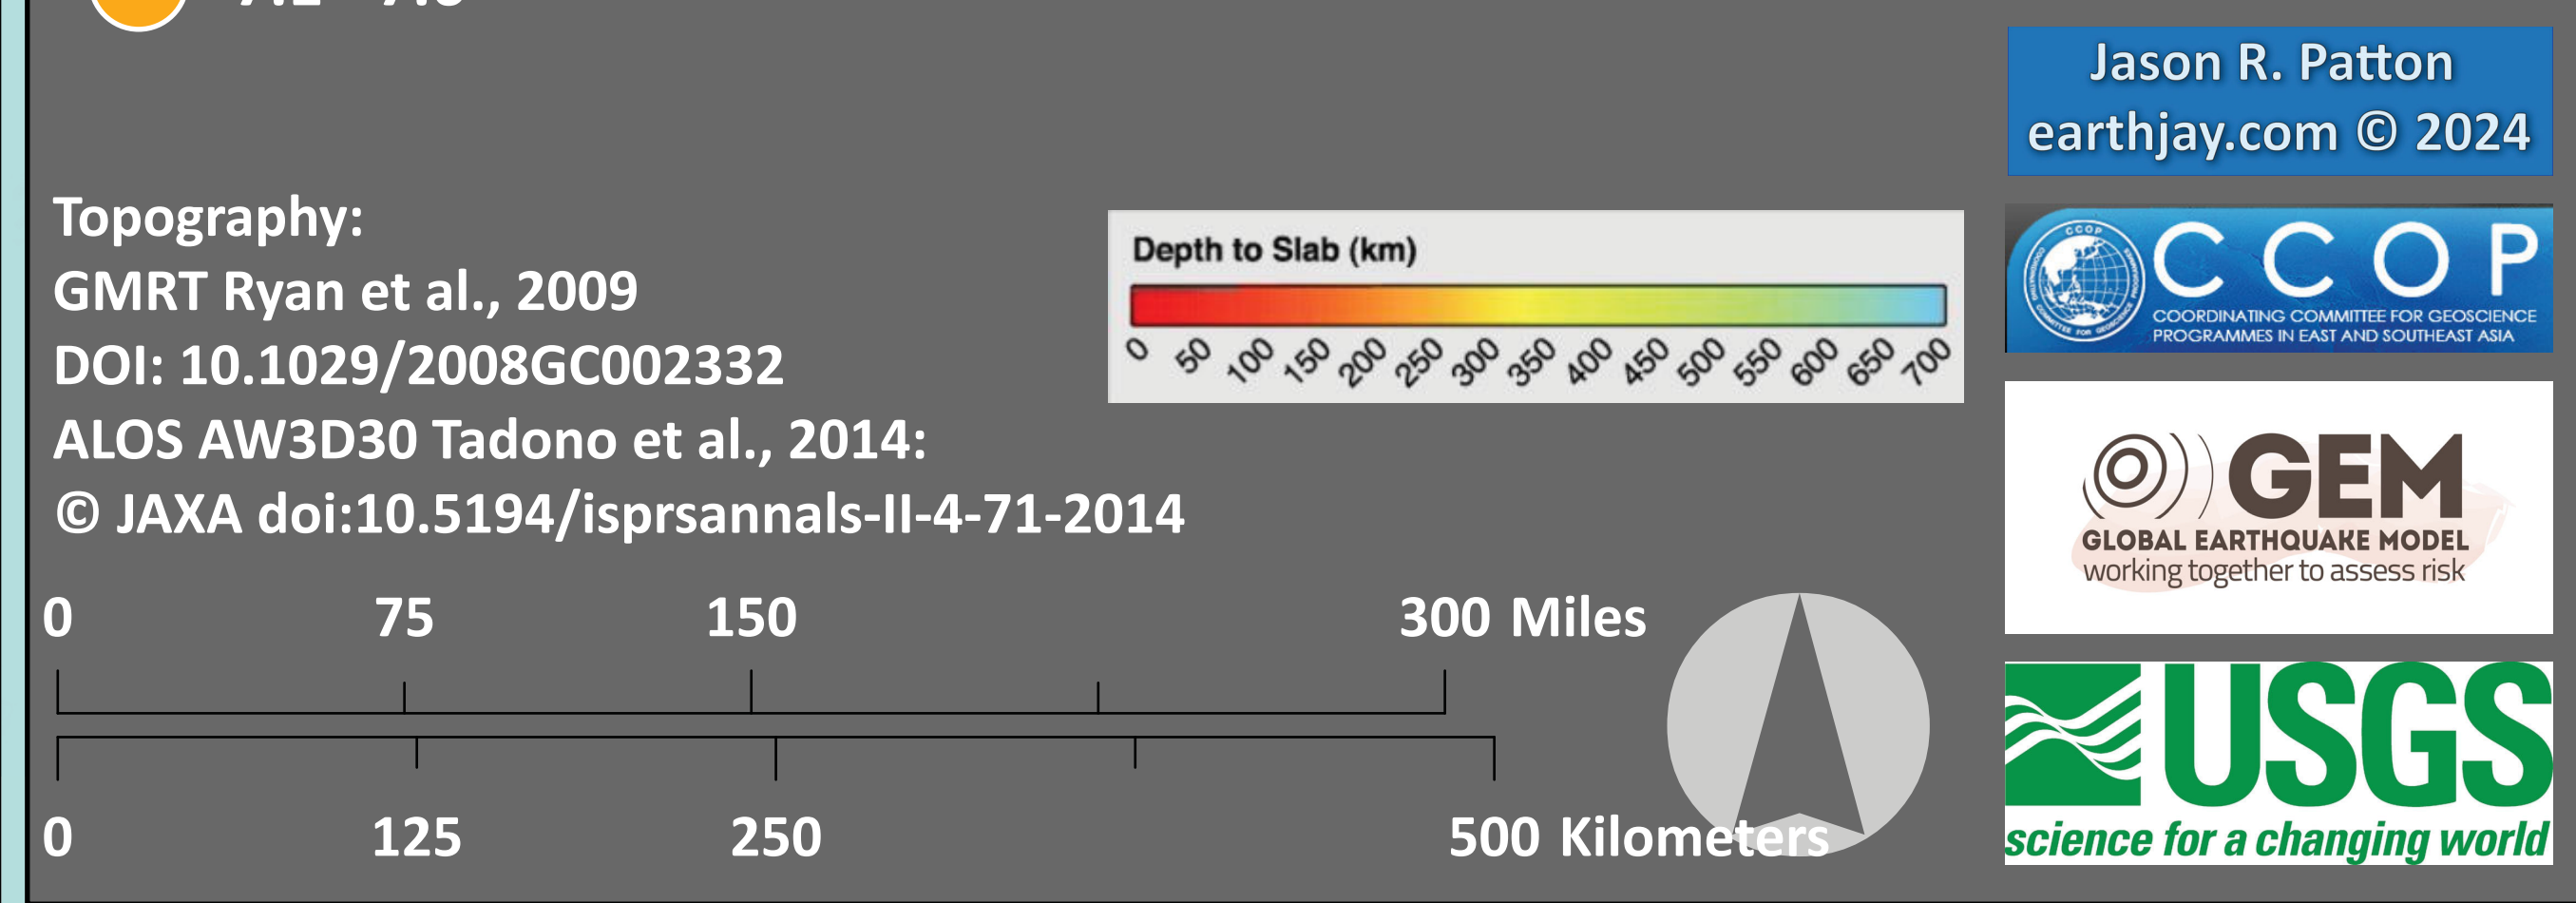 Jason R. Patton
earthjay.com © 2024
Topography:
GMRT Ryan et al., 2009
DOI: 10.1029/2008GC002332
ALOS AW3D30 Tadono et al., 2014:
© JAXA doi:10.5194/isprsannals-II-4-71-2014
Depth to Slab (km)
0 50 100 150 200 250 300 350 400 450 500 550 600 650 700
CCOP
COORDINATING COMMITTEE FOR GEOSCIENCE
PROGRAMMES IN EAST AND SOUTHEAST ASIA
GEM
GLOBAL EARTHQUAKE MODEL
working together to assess risk
0 75 150 300 Miles
0 125 250 500 Kilometers
USGS
science for a changing world